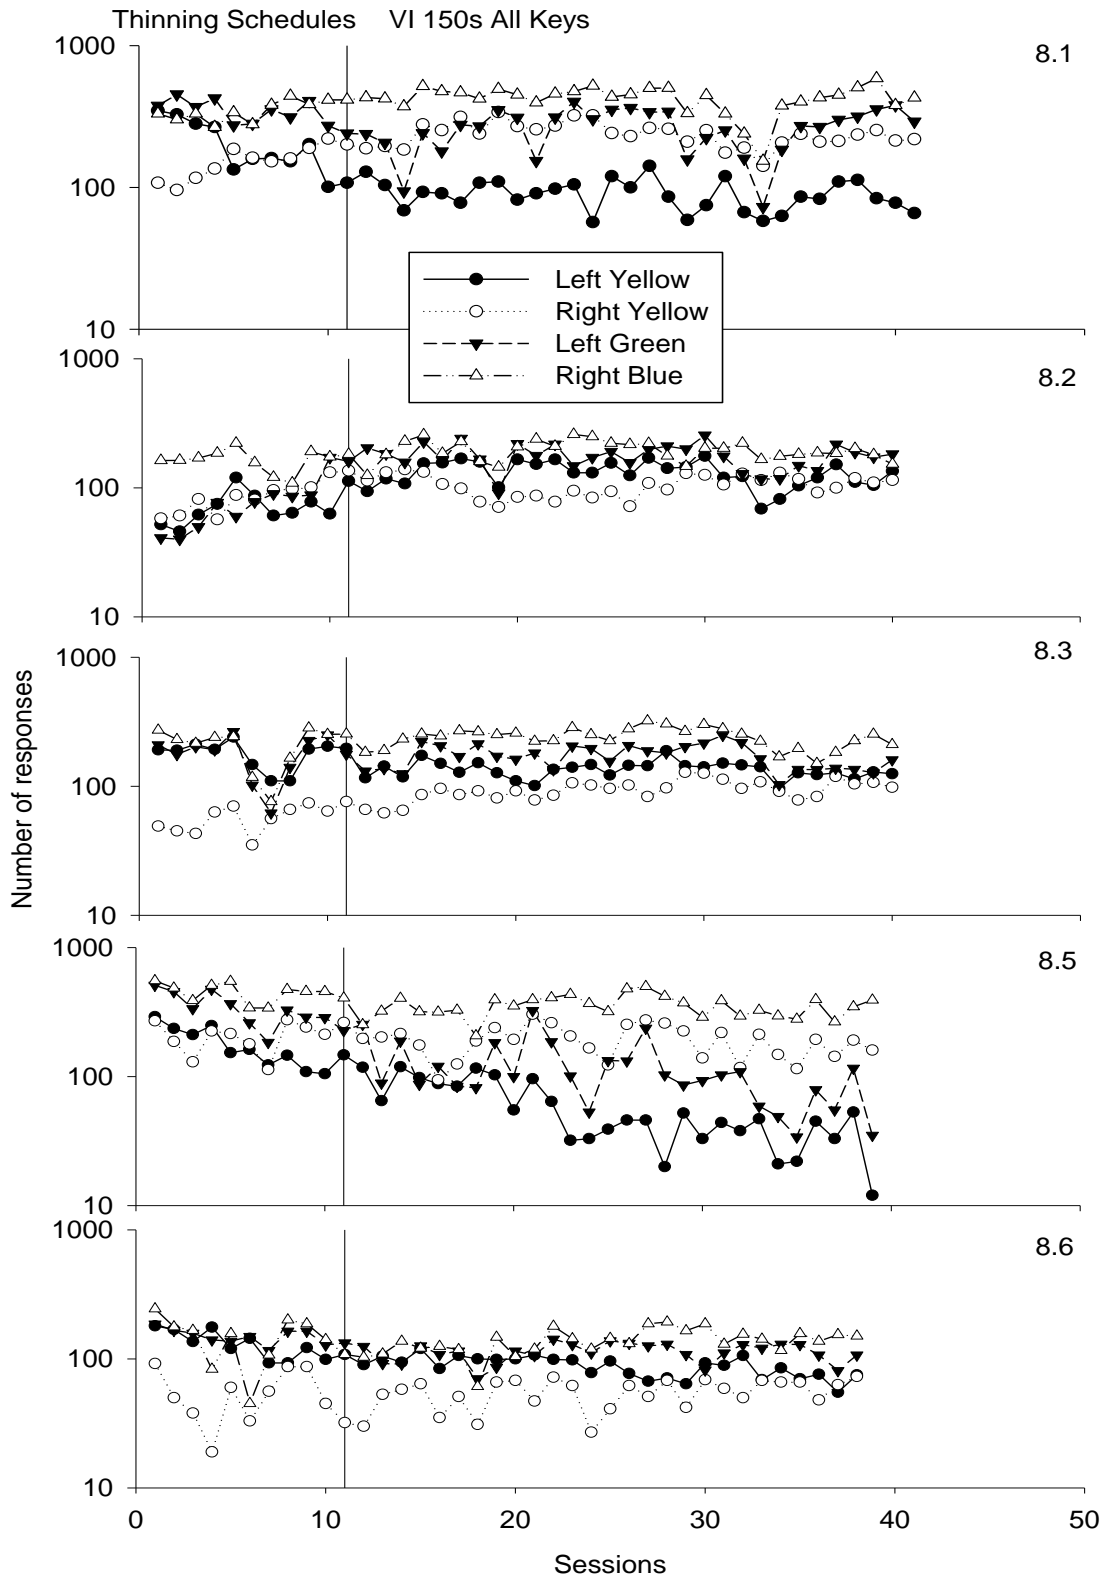 Thinning Schedules VI 150s All Keys
1000
8.1
100
10
Left Yellow
Right Yellow
Left Green
Right Blue
1000
8.2
100
10
1000
8.3
100
10
Number of responses
1000
8.5
100
10
1000
8.6
100
10
0 10 20 30 40 50
Sessions